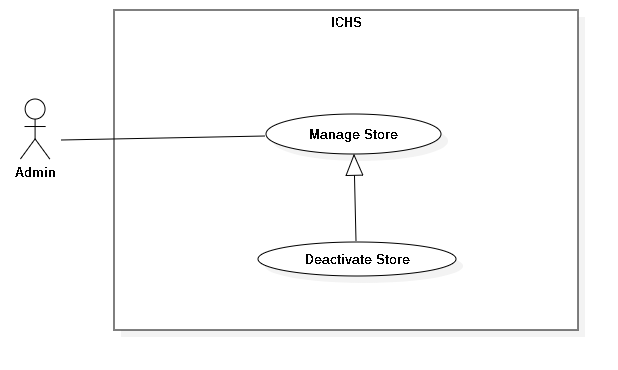 ICHS
Manage Store
Admin
Deactivate Store